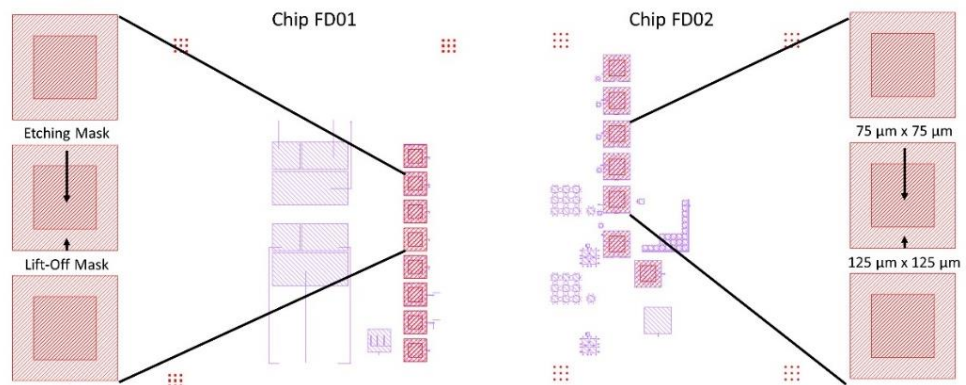 Chip FD01
Chip FD02
Etching Mask
Lift-Off Mask
75 µm x 75 µm
125 µm x 125 µm